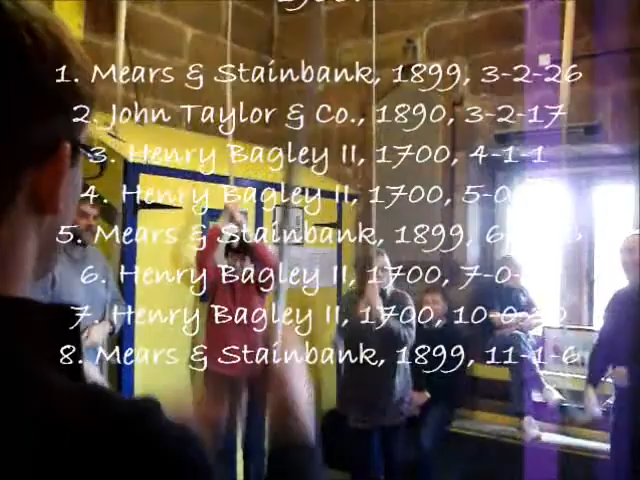 1. Mears & Stainbank, 1899, 3-2-26
2. John Taylor & Co., 1890, 3-2-17
3. Henry Bagley II, 1700, 4-1-1
4. Henry Bagley II, 1700,
5. Mears & Stainbank, 1899,
6. Henry Bagley II, 1700,
7. Henry Bagley II, 1700,
8. Mears & Stainbank, 1899, 11-1-6